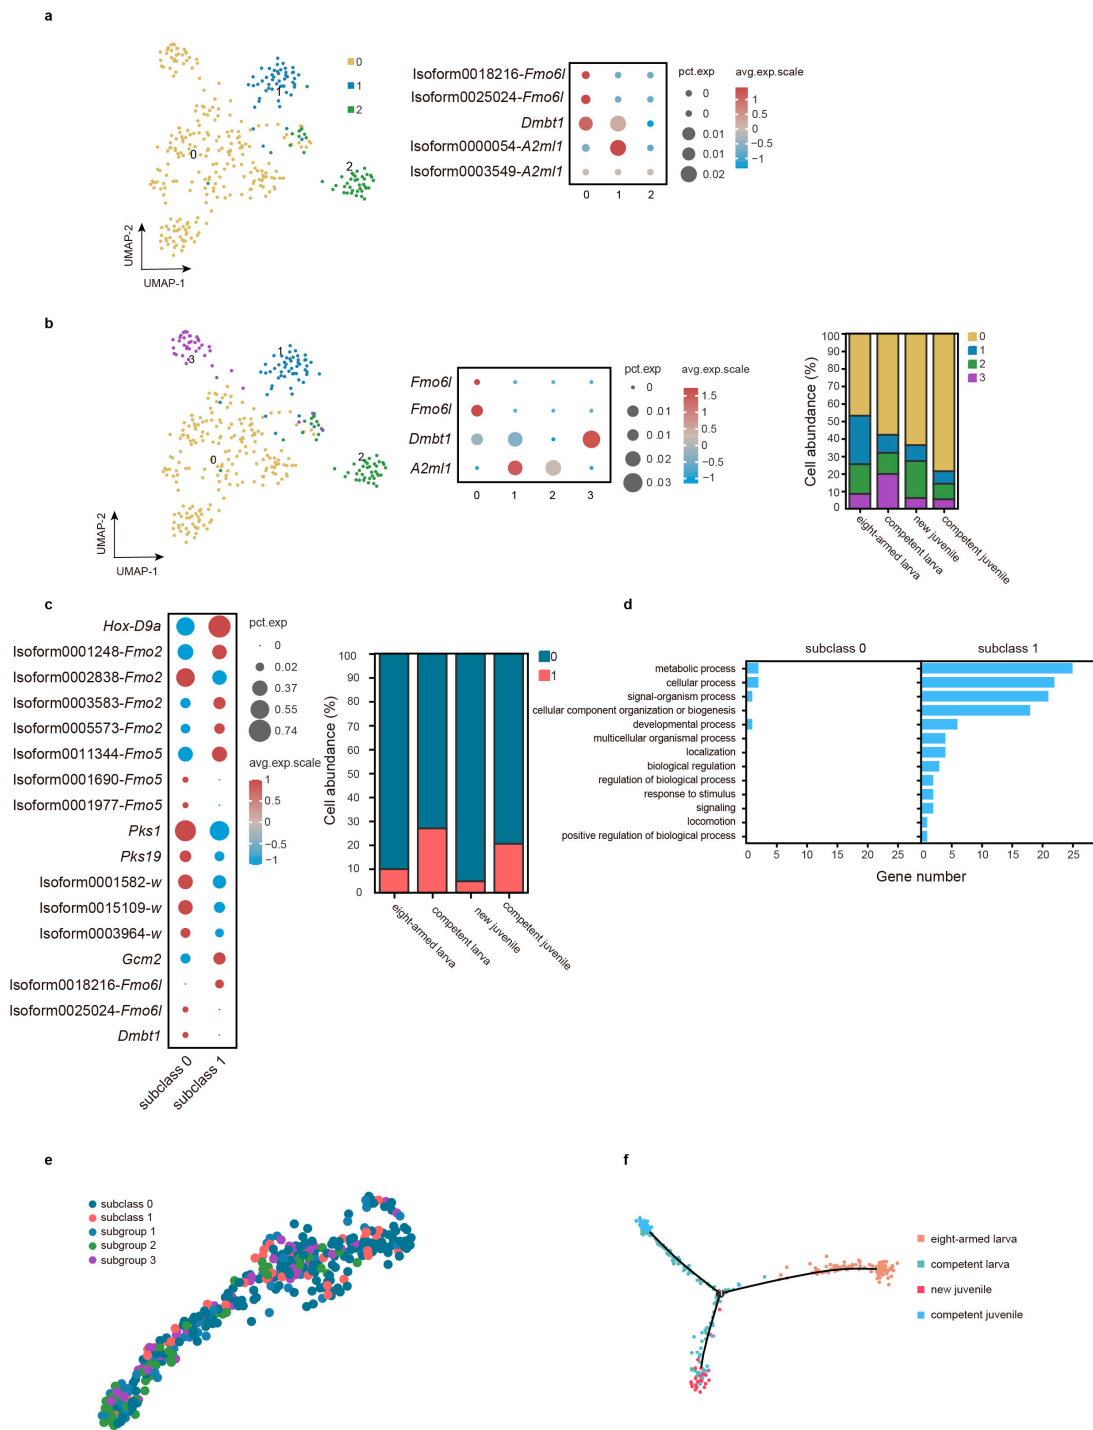 a
0
1
2
0
1
2
UMAP-2
UMAP-1
Isoform0018216-Fmo6l
Isoform0025024-Fmo6l
Dmbt1
Isoform0000054-A2ml1
Isoform0003549-A2ml1
0 1 2
pct.exp
0
0
0.01
0.01
0.02
avg.exp.scale
1
0.5
0
−0.5
−1
b
3
1
0
2
UMAP-2
UMAP-1
Fmo6l
Fmo6l
Dmbt1
A2ml1
0 1 2 3
pct.exp
0
0.01
0.01
0.02
0.03
avg.exp.scale
1.5
1
0.5
0
−0.5
−1
Cell abundance (%)
100
90
80
70
60
50
40
30
20
10
0
eight-armed larva
competent larva
new juvenile
competent juvenile
0
1
2
3
c
Hox-D9a
Isoform0001248-Fmo2
Isoform0002838-Fmo2
Isoform0003583-Fmo2
Isoform0005573-Fmo2
Isoform0011344-Fmo5
Isoform0001690-Fmo5
Isoform0001977-Fmo5
Pks1
Pks19
Isoform0001582-w
Isoform0015109-w
Isoform0003964-w
Gcm2
Isoform0018216-Fmo6l
Isoform0025024-Fmo6l
Dmbt1
subclass 0
subclass 1
pct.exp
0
0.02
0.37
0.55
0.74
avg.exp.scale
1
0.5
0
−0.5
−1
Cell abundance (%)
100
90
80
70
60
50
40
30
20
10
0
eight-armed larva
competent larva
new juvenile
competent juvenile
0
1
d
subclass 0
subclass 1
metabolic process
cellular process
signal-organism process
cellular component organization or biogenesis
developmental process
multicellular organismal process
localization
biological regulation
regulation of biological process
response to stimulus
signaling
locomotion
positive regulation of biological process
0 5 10 15 20 25
0 5 10 15 20 25
Gene number
e
subclass 0
subclass 1
subgroup 1
subgroup 2
subgroup 3
f
eight-armed larva
competent larva
new juvenile
competent juvenile